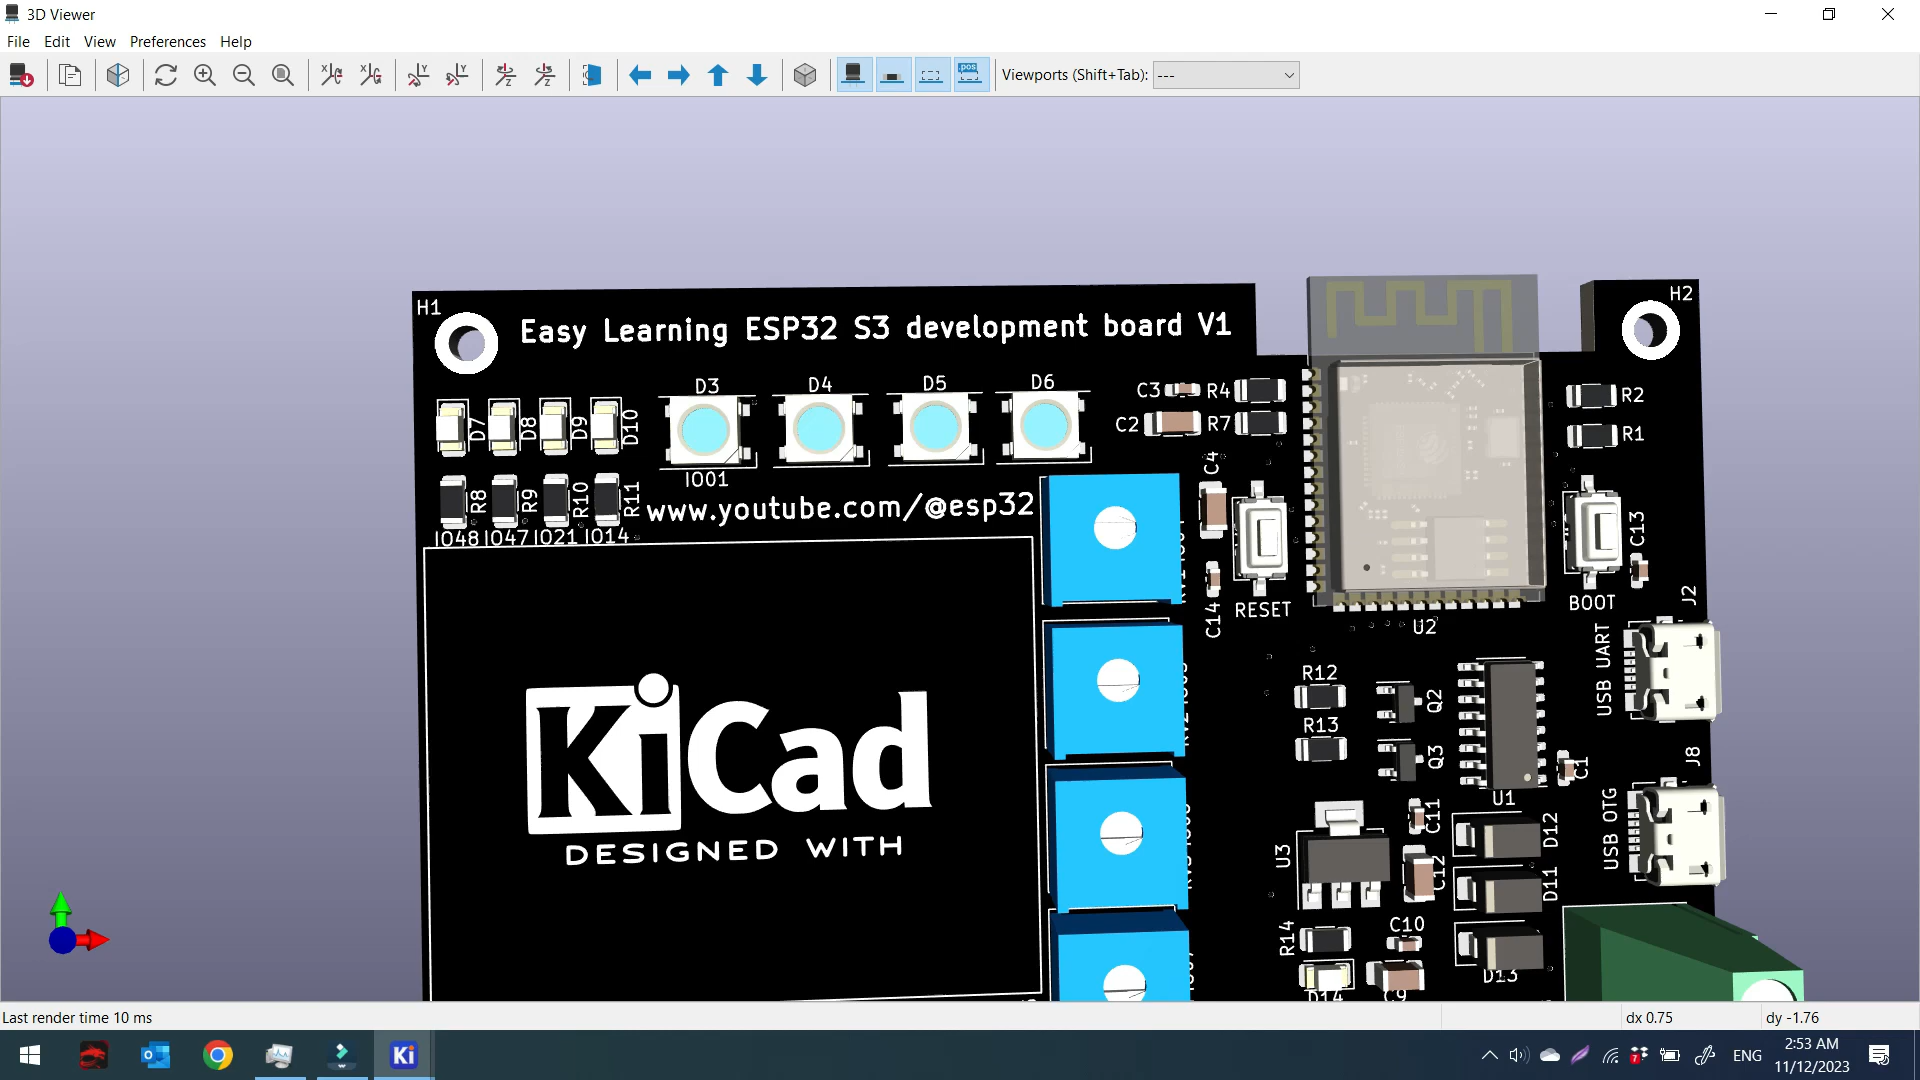 3D Viewer
File Edit View Preferences Help
Viewports (Shift+Tab): ---
H1
H2
Easy Learning ESP32 S3 development board V1
D3 D4 D5 D6
C3 R4
C2 R7
R2
R1
D7 D8 D9 D10
IO01
C4
R8 R9 R10 R11
www.youtube.com/@esp32
IO48 IO47 IO21 IO14
C13
C14
RESET
BOOT
J2
U2
USB UART
R12
Q2
R13
Q3
J8
C1
U1
USB OTG
KiCad
DESIGNED WITH
C11
D12
U3
C12
D11
C10
R14
D13
D14
C9
Last render time 10 ms
dx 0.75
dy -1.76
Ki
7
ENG
2:53 AM
11/12/2023